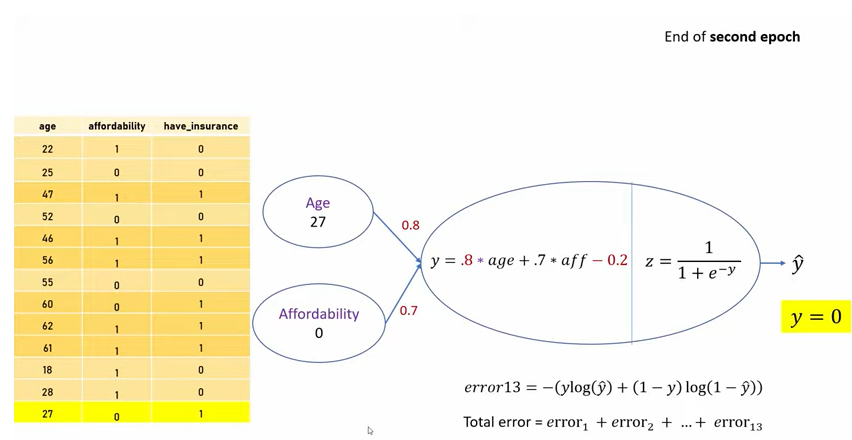 End of second epoch
age affordability have_insurance
22 1 0
25 0 0
47 1 1
52 0 0
46 1 1
56 1 1
55 0 0
60 0 1
62 1 1
61 1 1
18 1 0
28 1 0
27 0 1
Age
27
0.8
Affordability
0
0.7
y = .8 * age + .7 * aff − 0.2
z = 1 / (1 + e^{−y})
ŷ
y = 0
error13 = −(ylog(ŷ) + (1 − y) log(1 − ŷ))
Total error = error₁ + error₂ + …+ error₁₃